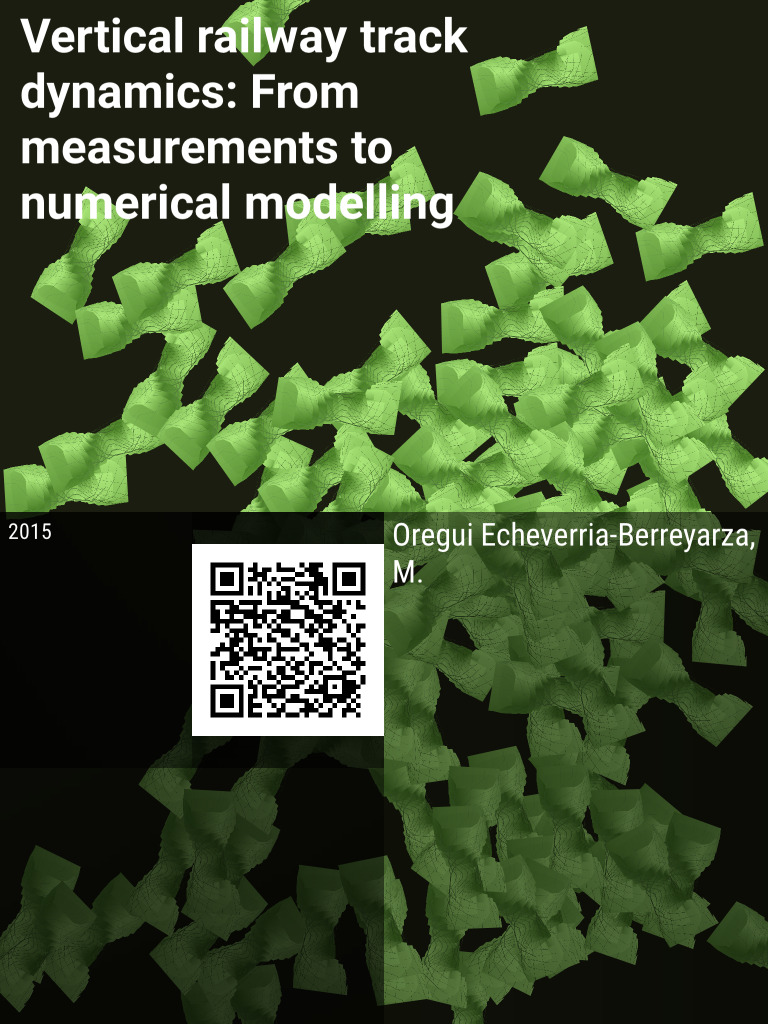 Vertical railway track
dynamics: From
measurements to
numerical modelling
2015
Oregui Echeverria-Berreyarza,
M.